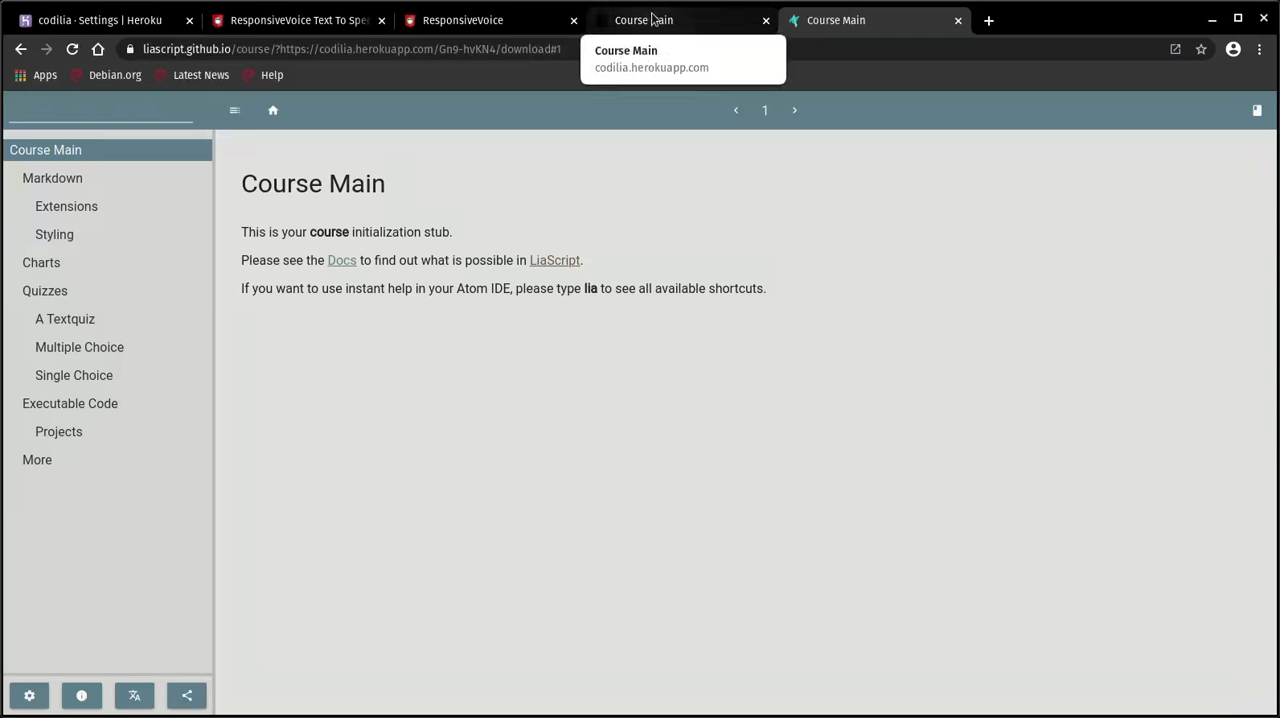 codilia · Settings | Heroku
ResponsiveVoice Text To Spe
ResponsiveVoice
Course Main
Course Main
liascript.github.io/course/?https://codilia.herokuapp.com/Gn9-hvKN4/download#1
Course Main
codilia.herokuapp.com
Apps
Debian.org
Latest News
Help
1
Course Main
Markdown
Extensions
Styling
Charts
Quizzes
A Textquiz
Multiple Choice
Single Choice
Executable Code
Projects
More
Course Main
This is your course initialization stub.
Please see the Docs to find out what is possible in LiaScript.
If you want to use instant help in your Atom IDE, please type lia to see all available shortcuts.